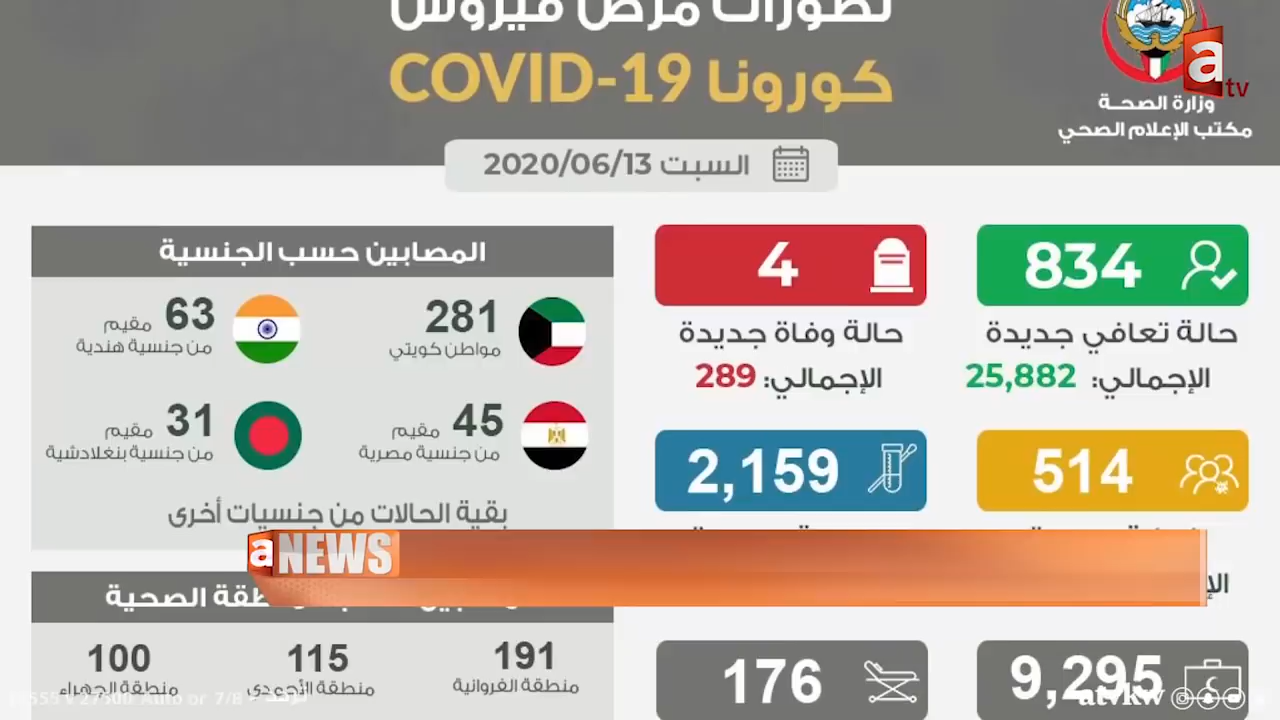 تطورات مرض فيروس
كورونا COVID-19
a tv
وزارة الصحة
مكتب الإعلام الصحي
السبت 2020/06/13
834
حالة تعافي جديدة
الإجمالي: 25,882
4
حالة وفاة جديدة
الإجمالي: 289
514
2,159
9,295
176
المصابين حسب الجنسية
281
مواطن كويتي
63 مقيم
من جنسية هندية
45 مقيم
من جنسية مصرية
31 مقيم
من جنسية بنغلادشية
بقية الحالات من جنسيات أخرى
a NEWS
الصحية
191
منطقة الفروانية
115
منطقة الأحمدي
100
منطقة الجهراء
atvkw